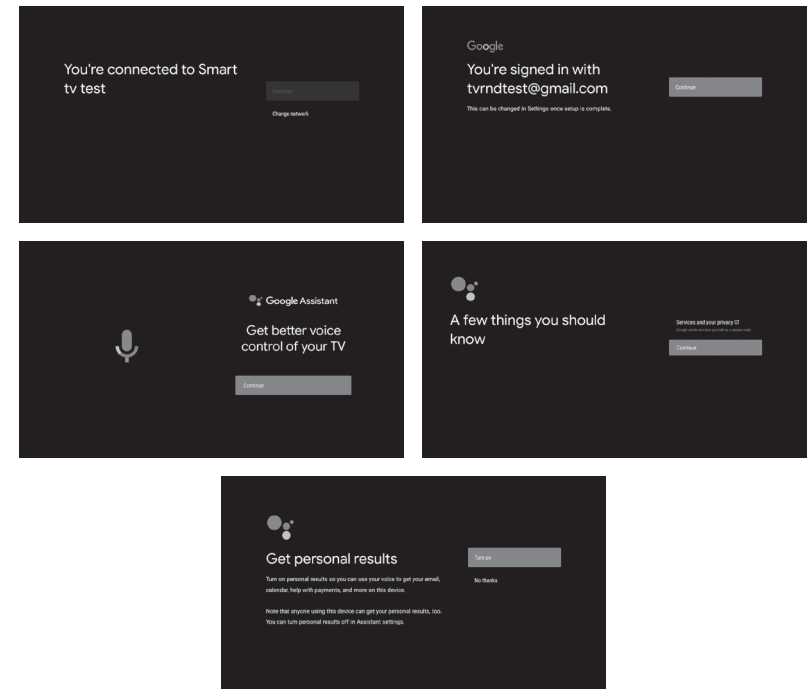 You're connected to Smart
tv test
Continue
Change network
Google
You're signed in with
tvrndtest@gmail.com
This can be changed in Settings once setup is complete.
Continue
Google Assistant
Get better voice
control of your TV
Continue
A few things you should
know
Services and your privacy
Continue
Get personal results
Turn on personal results so you can use your voice to get your email,
calendar, help with payments, and more on this device.
Note that anyone using this device can get your personal results, too.
You can turn personal results off in Assistant settings.
Turn on
No thanks